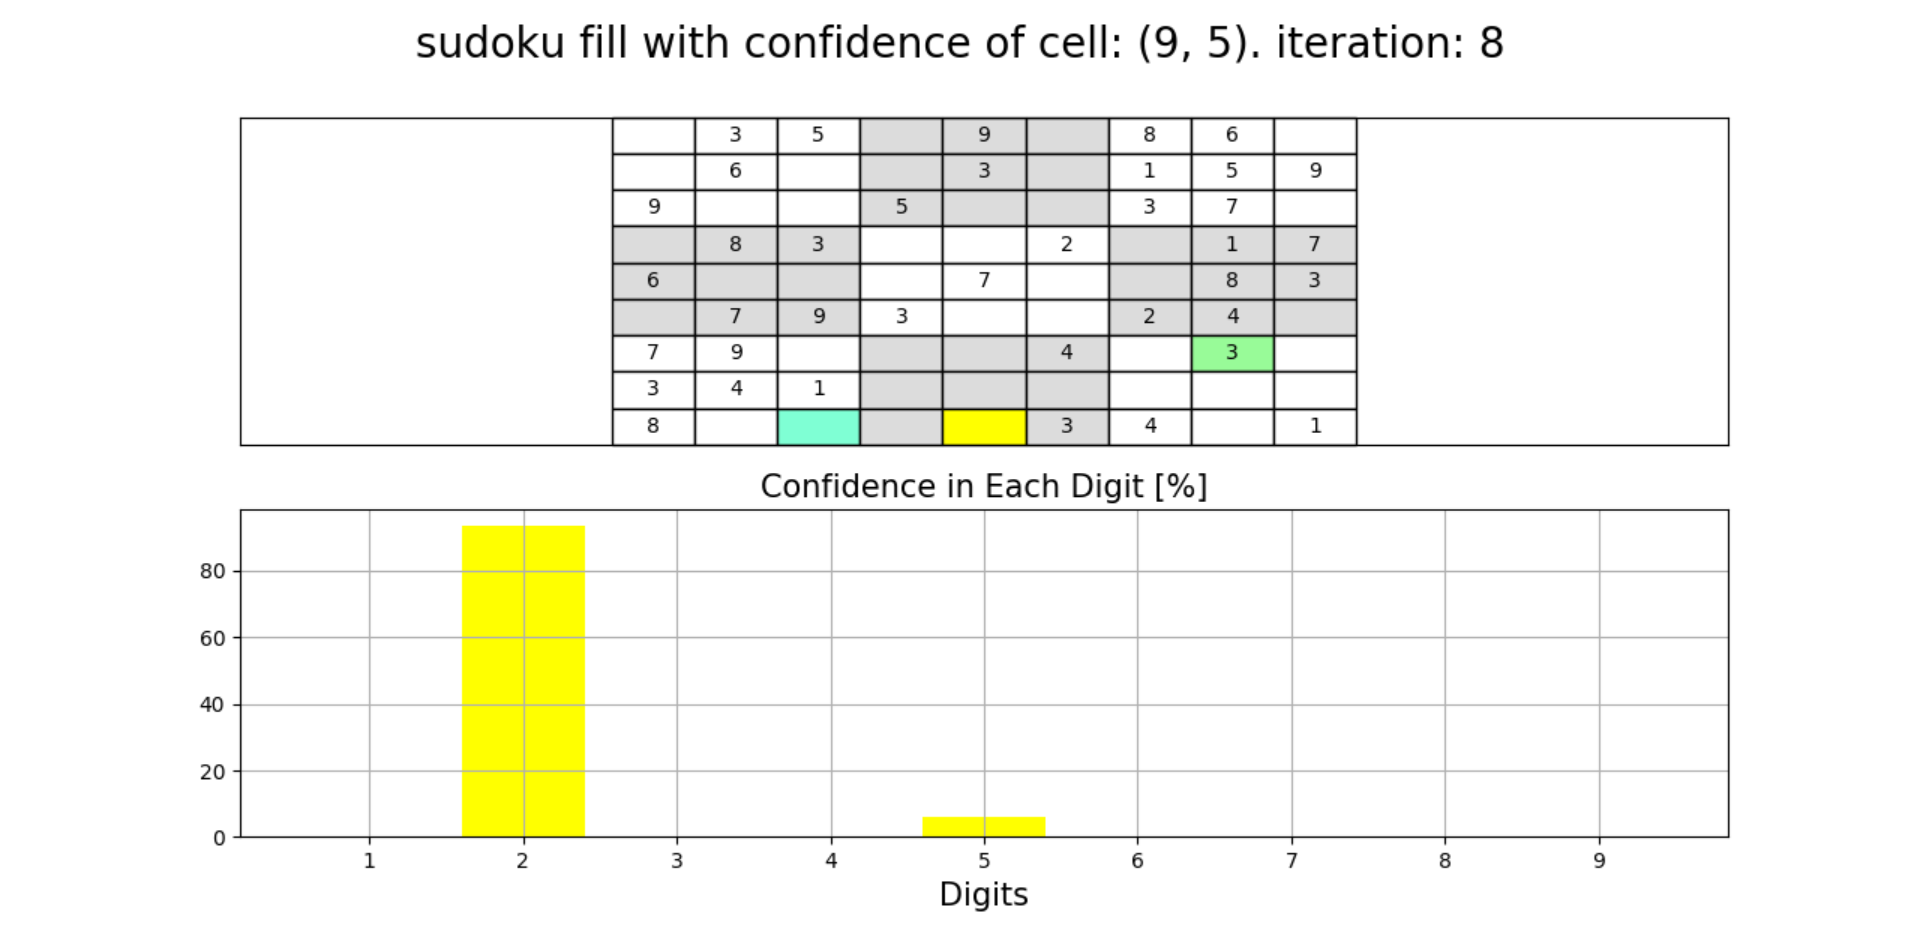 sudoku fill with confidence of cell: (9, 5). iteration: 8
3 5 9 8 6
6 3 1 5 9
9 5 3 7
8 3 2 1 7
6 7 8 3
7 9 3 2 4
7 9 4 3
3 4 1
8 3 4 1
Confidence in Each Digit [%]
80
60
40
20
0
1 2 3 4 5 6 7 8 9
Digits